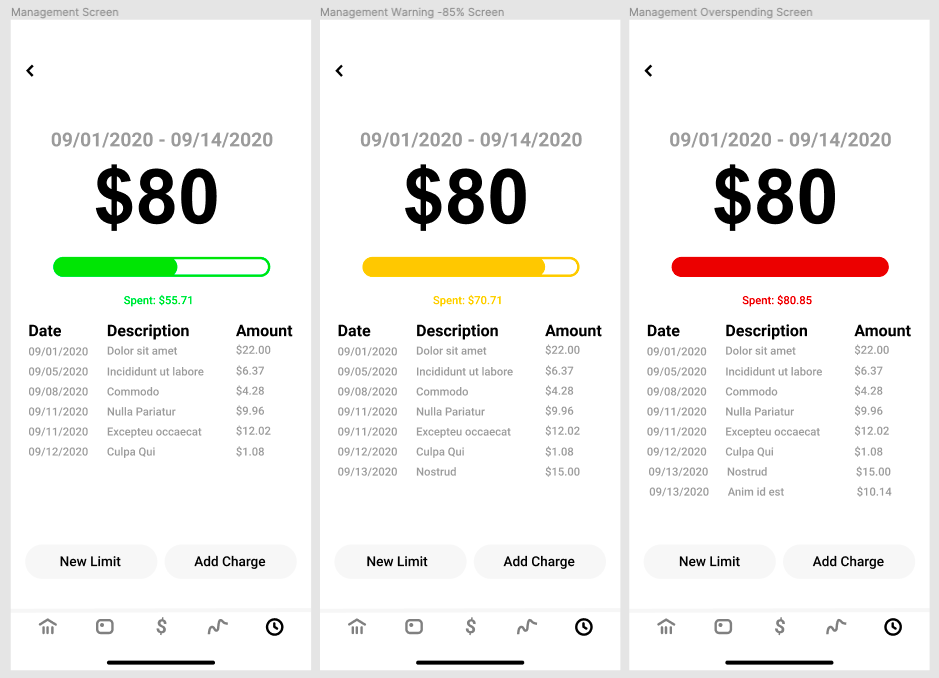 Management Screen
09/01/2020 - 09/14/2020
$80
Spent: $55.71
Date Description Amount
09/01/2020 Dolor sit amet $22.00
09/05/2020 Incididunt ut labore $6.37
09/08/2020 Commodo $4.28
09/11/2020 Nulla Pariatur $9.96
09/11/2020 Excepteu occaecat $12.02
09/12/2020 Culpa Qui $1.08
New Limit Add Charge
Management Warning -85% Screen
09/01/2020 - 09/14/2020
$80
Spent: $70.71
Date Description Amount
09/01/2020 Dolor sit amet $22.00
09/05/2020 Incididunt ut labore $6.37
09/08/2020 Commodo $4.28
09/11/2020 Nulla Pariatur $9.96
09/11/2020 Excepteu occaecat $12.02
09/12/2020 Culpa Qui $1.08
09/13/2020 Nostrud $15.00
New Limit Add Charge
Management Overspending Screen
09/01/2020 - 09/14/2020
$80
Spent: $80.85
Date Description Amount
09/01/2020 Dolor sit amet $22.00
09/05/2020 Incididunt ut labore $6.37
09/08/2020 Commodo $4.28
09/11/2020 Nulla Pariatur $9.96
09/11/2020 Excepteu occaecat $12.02
09/12/2020 Culpa Qui $1.08
09/13/2020 Nostrud $15.00
09/13/2020 Anim id est $10.14
New Limit Add Charge